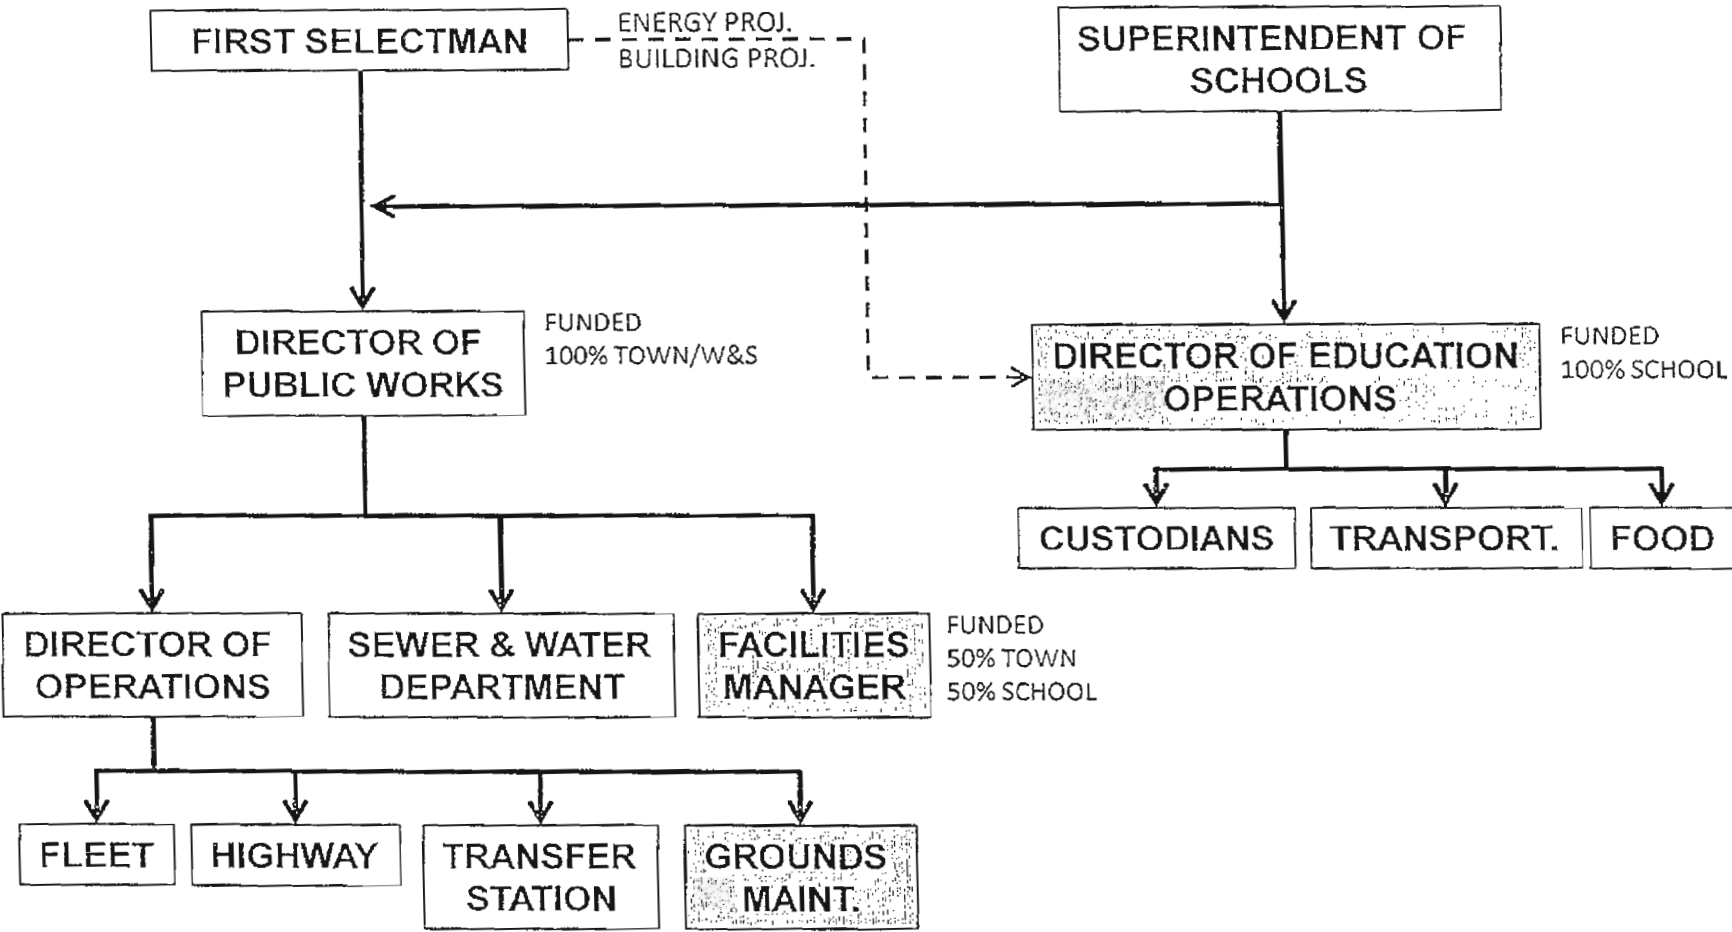 FIRST SELECTMAN
ENERGY PROJ.
BUILDING PROJ.
SUPERINTENDENT OF
SCHOOLS
DIRECTOR OF
PUBLIC WORKS
FUNDED
100% TOWN/W&S
DIRECTOR OF EDUCATION
OPERATIONS
FUNDED
100% SCHOOL
CUSTODIANS
TRANSPORT.
FOOD
DIRECTOR OF
OPERATIONS
SEWER & WATER
DEPARTMENT
FACILITIES
MANAGER
FUNDED
50% TOWN
50% SCHOOL
FLEET
HIGHWAY
TRANSFER
STATION
GROUNDS
MAINT.